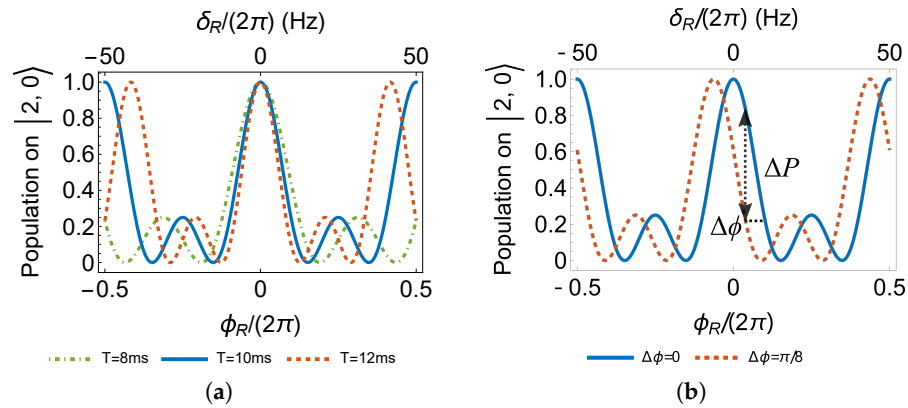 δ_R/(2π) (Hz)
−50 0 50
Population on |2, 0⟩
1.0
0.8
0.6
0.4
0.2
0
−0.5 0 0.5
ϕ_R/(2π)
T=8ms T=10ms T=12ms
(a)
δ_R/(2π) (Hz)
-50 0 50
Population on |2, 0⟩
1.0
0.8
0.6
0.4
0.2
0
ΔP
Δϕ
-0.5 0 0.5
ϕ_R/(2π)
Δϕ=0 Δϕ=π/8
(b)